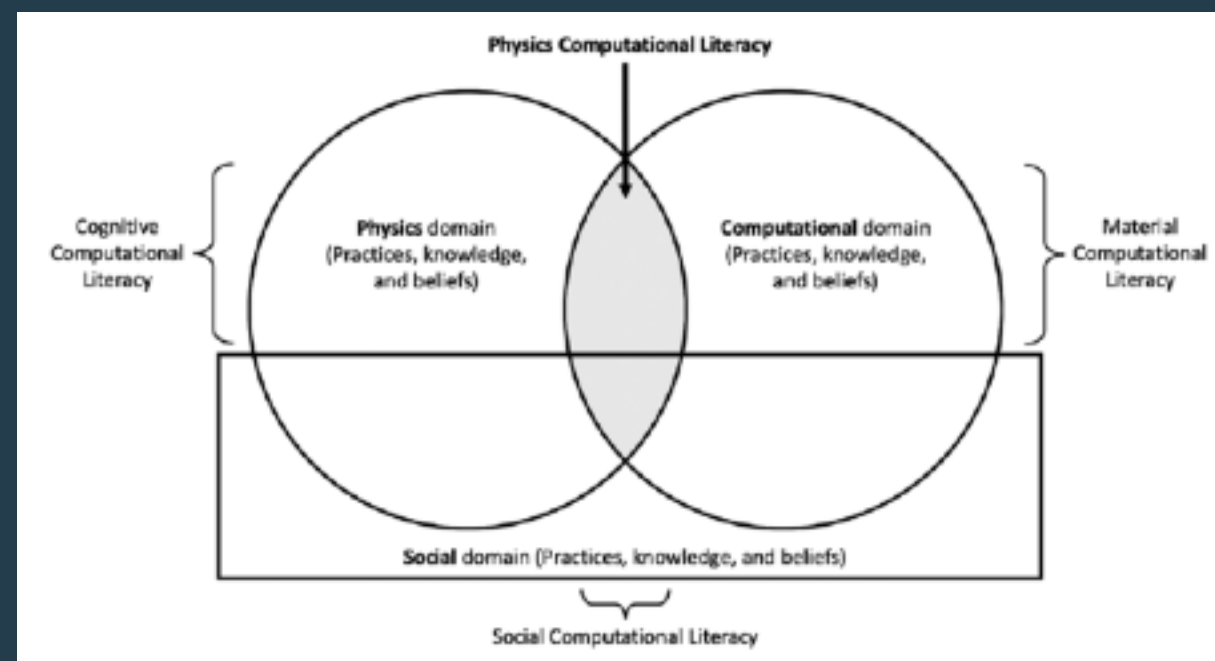 Physics Computational Literacy
Cognitive
Computational
Literacy
Physics domain
(Practices, knowledge,
and beliefs)
Computational domain
(Practices, knowledge,
and beliefs)
Material
Computational
Literacy
Social domain (Practices, knowledge, and beliefs)
Social Computational Literacy